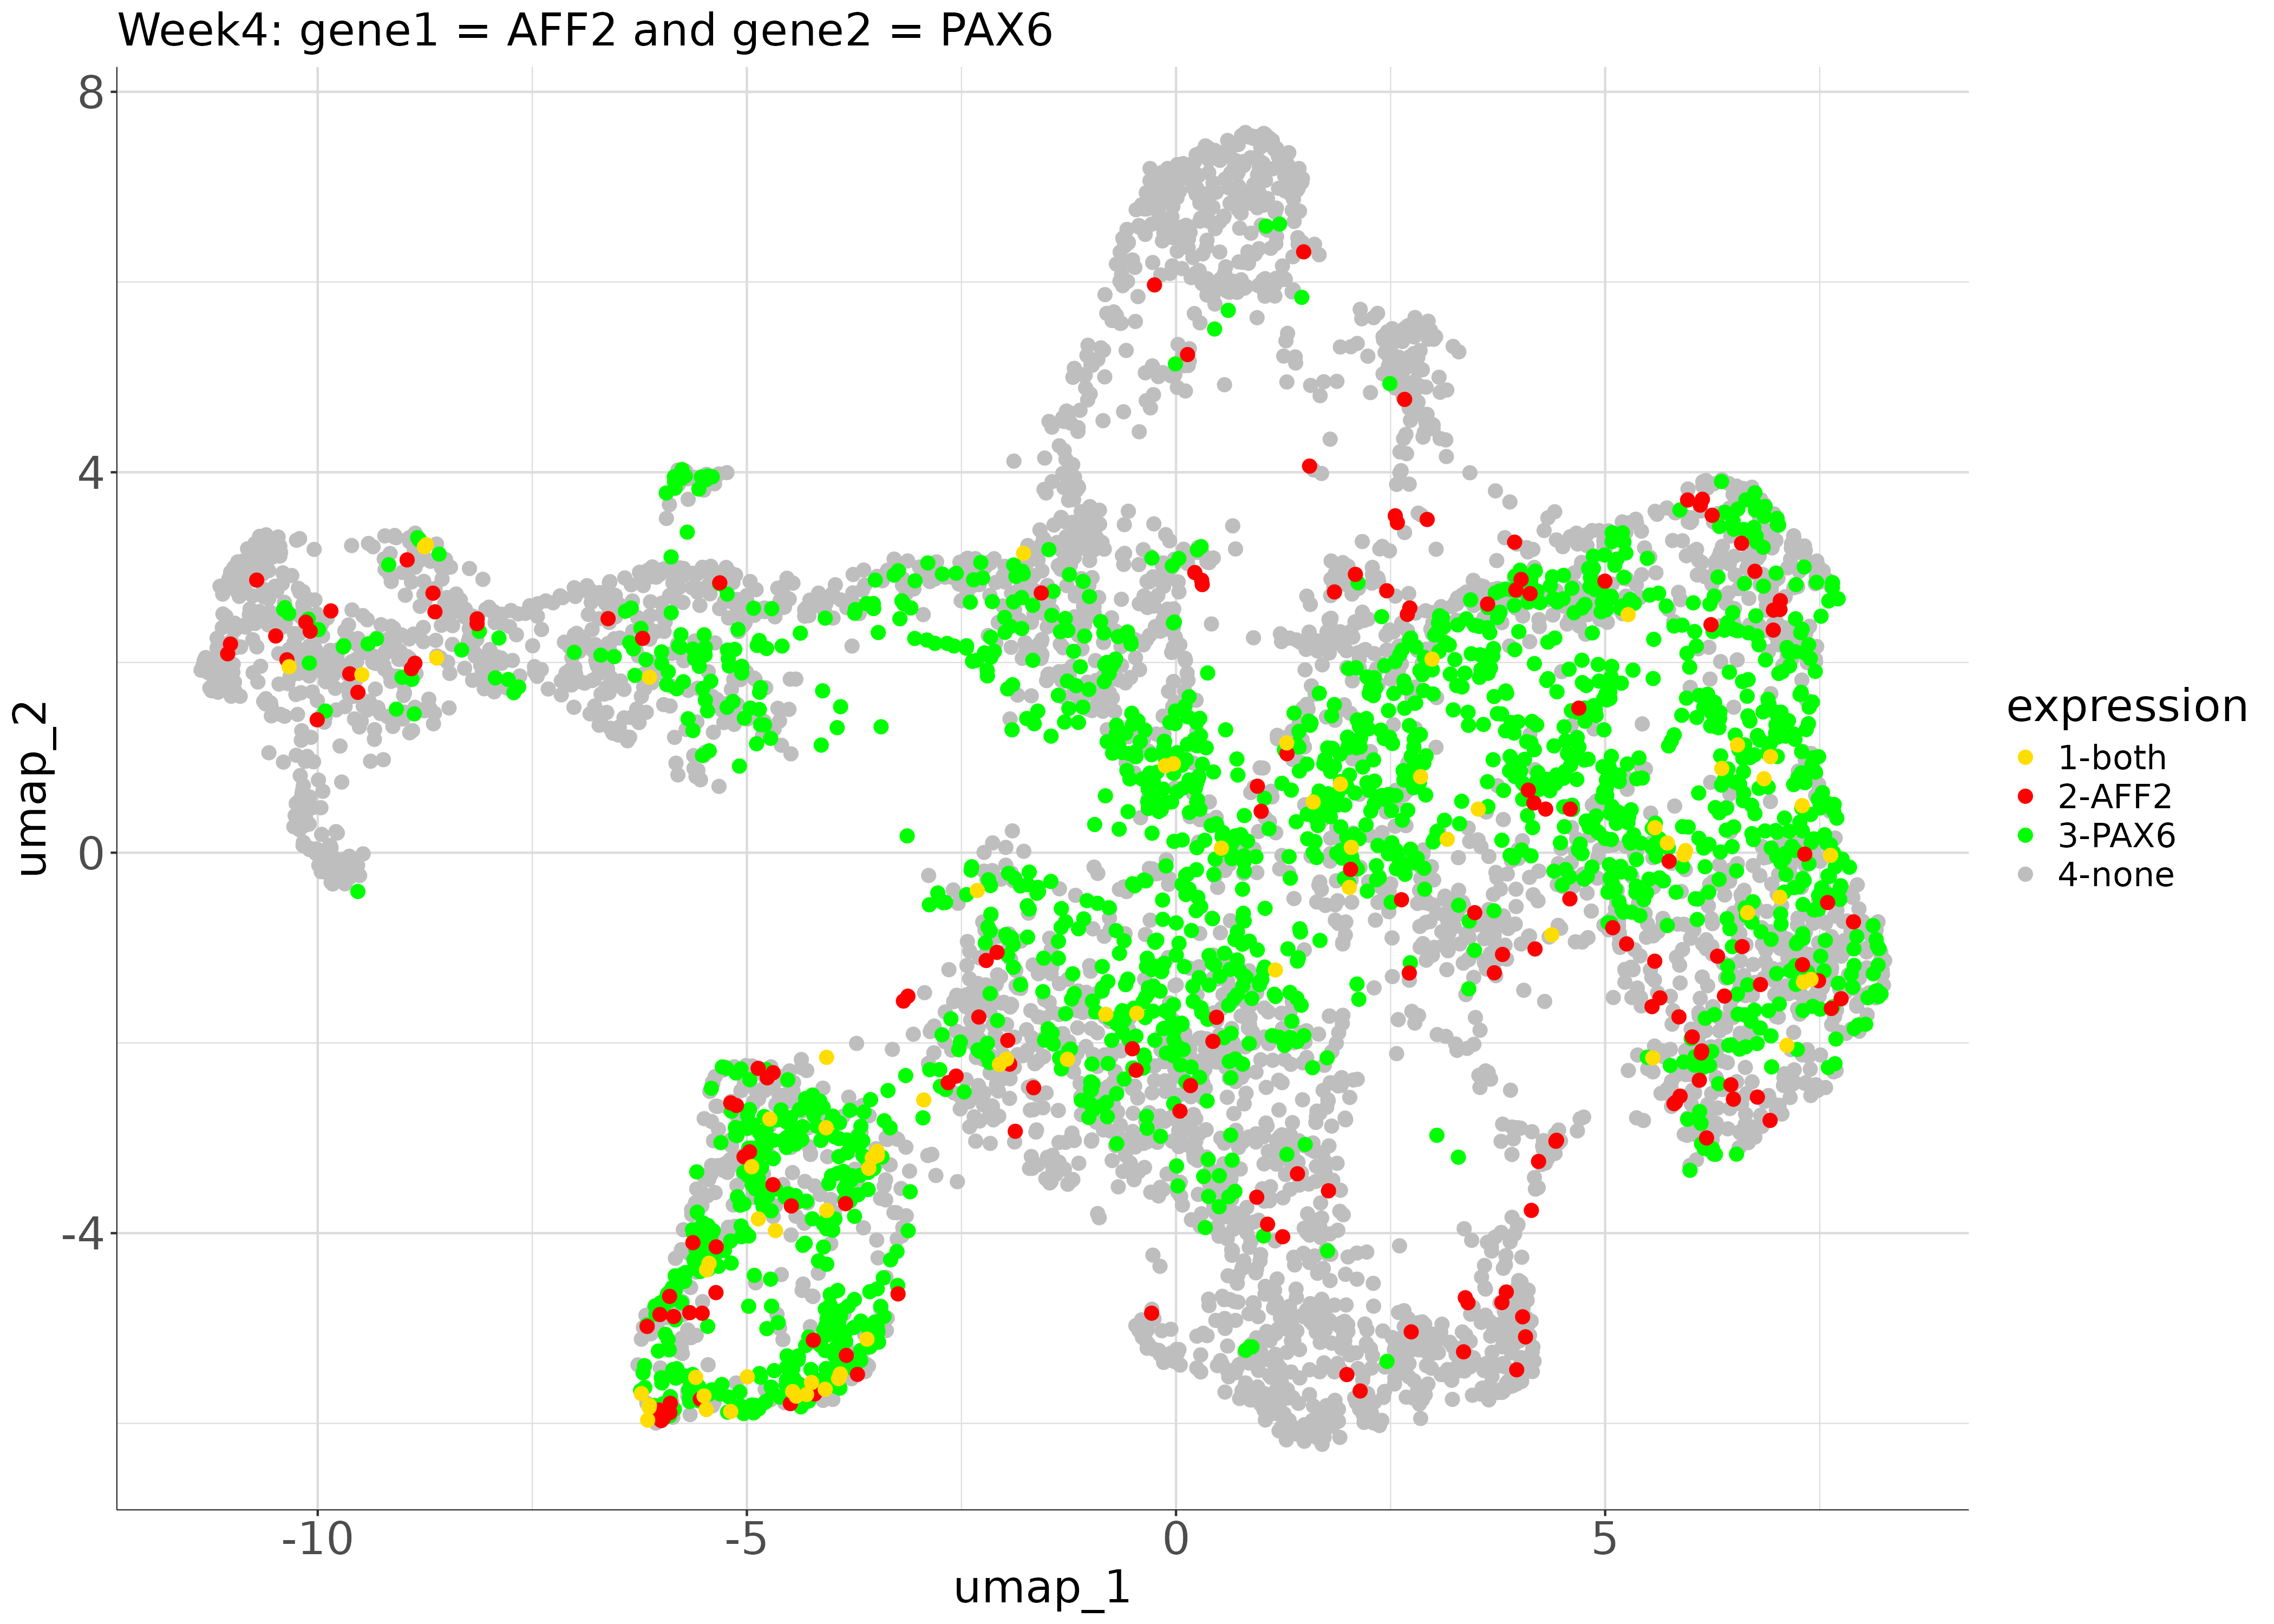 Week4: gene1 = AFF2 and gene2 = PAX6
8
4
0
-4
umap_2
-10
-5
0
5
umap_1
expression
1-both
2-AFF2
3-PAX6
4-none